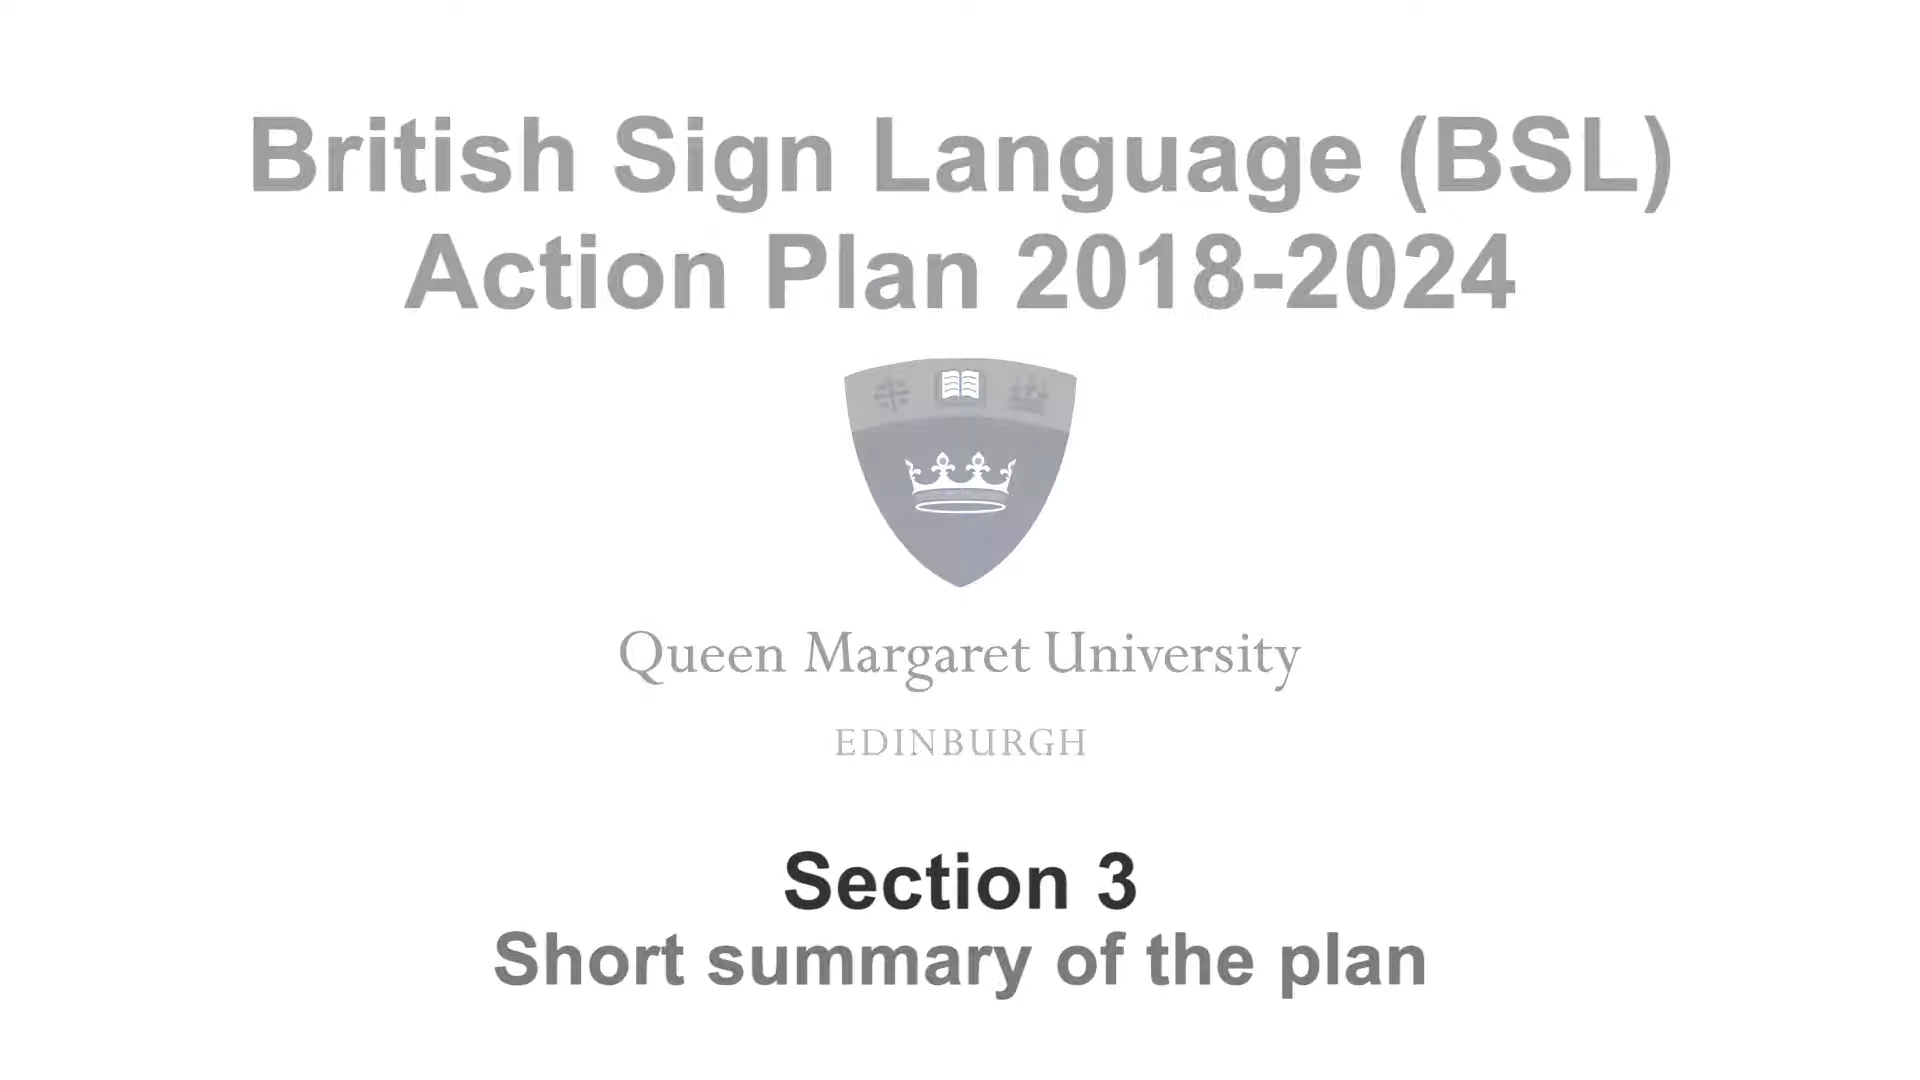 British Sign Language (BSL)
Action Plan 2018-2024
Queen Margaret University
EDINBURGH
Section 3
Short summary of the plan